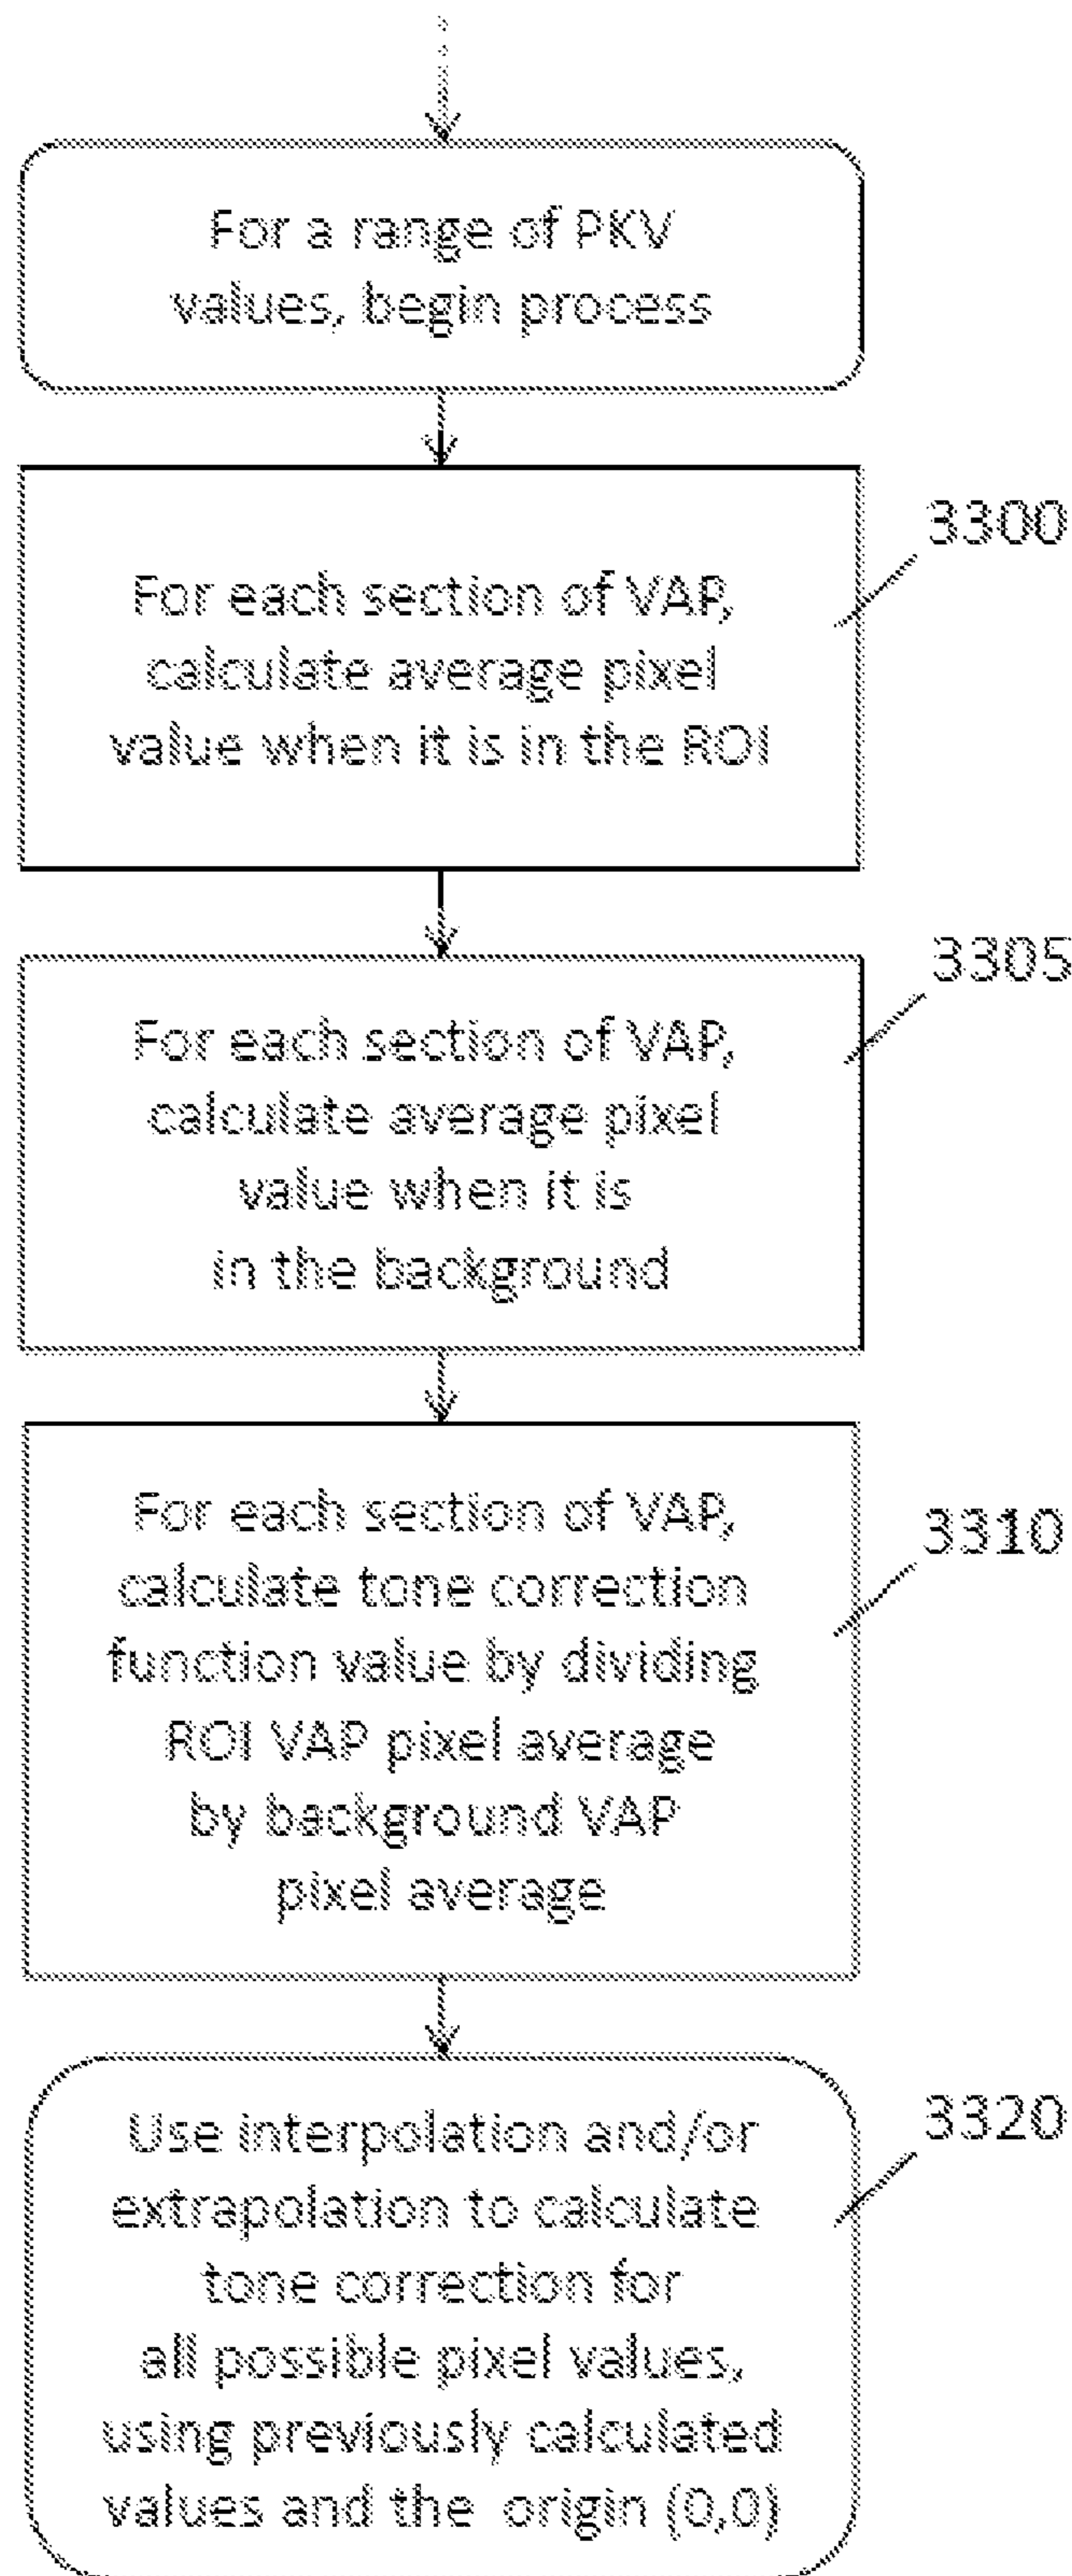 For a range of PKV
values, begin process
3300
For each section of VAP,
calculate average pixel
value when it is in the ROI
3305
For each section of VAP,
calculate average pixel
value when it is
in the background
3310
For each section of VAP,
calculate tone correction
function value by dividing
ROI VAP pixel average
by background VAP
pixel average
3320
Use interpolation and/or
extrapolation to calculate
tone correction for
all possible pixel values,
using previously calculated
values and the origin (0,0)